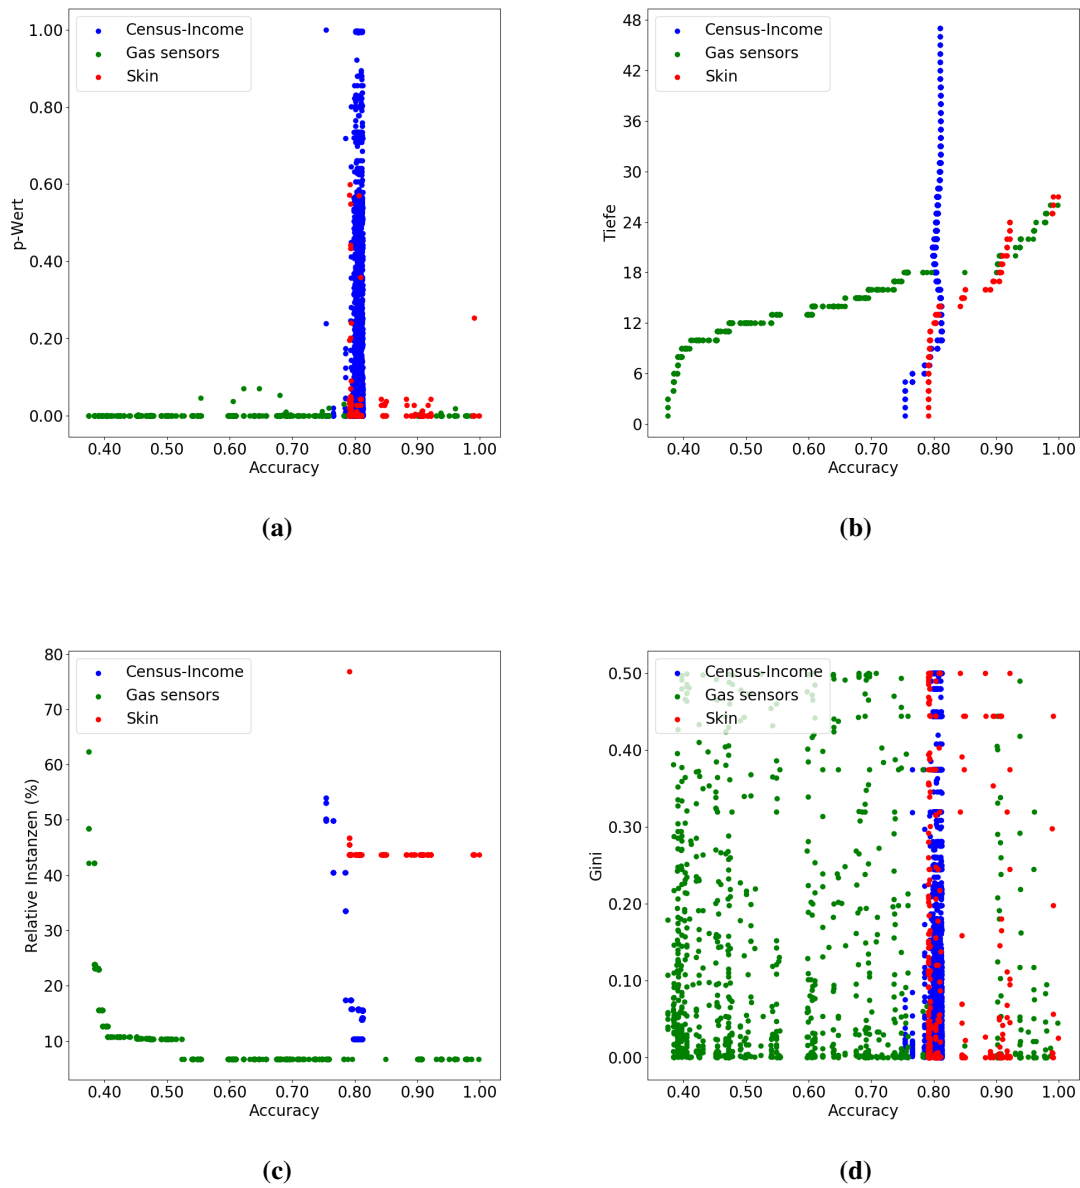 1.00
0.80
0.60
0.40
0.20
0.00
p-Wert
Census-Income
Gas sensors
Skin
0.40 0.50 0.60 0.70 0.80 0.90 1.00
Accuracy
(a)
48
42
36
30
24
18
12
6
0
Tiefe
Census-Income
Gas sensors
Skin
0.40 0.50 0.60 0.70 0.80 0.90 1.00
Accuracy
(b)
80
70
60
50
40
30
20
10
Relative Instanzen (%)
Census-Income
Gas sensors
Skin
0.40 0.50 0.60 0.70 0.80 0.90 1.00
Accuracy
(c)
0.50
0.40
0.30
0.20
0.10
0.00
Gini
Census-Income
Gas sensors
Skin
0.40 0.50 0.60 0.70 0.80 0.90 1.00
Accuracy
(d)